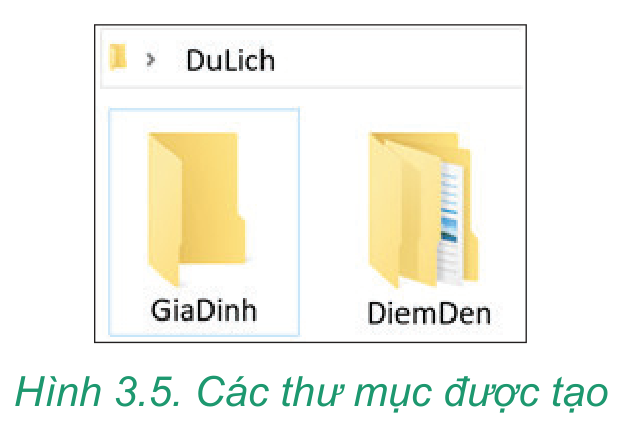 DuLich
GiaDinh
DiemDen
Hình 3.5. Các thư mục được tạo